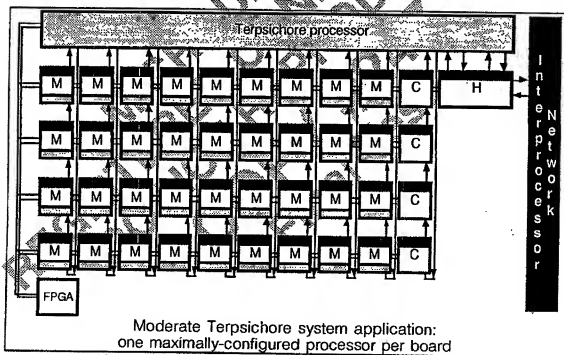 Terpsichore processor
M M M M M M M M M C H
M M M M M M M M M C
M M M M M M M M M C
M M M M M M M M M C
FPGA
Interprocessor
Network
Moderate Terpsichore system application:
one maximally-configured processor per board